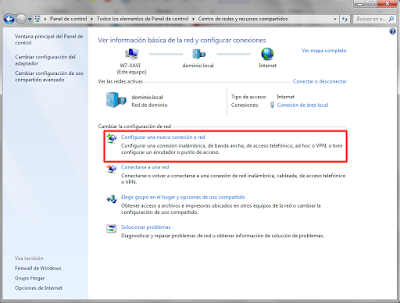 Panel de control ▸ Todos los elementos de Panel de control ▸ Centro de redes y recursos compartidos
Buscar en el...
Ventana principal del Panel de control
Cambiar configuración del adaptador
Cambiar configuración de uso compartido avanzado
Ver información básica de la red y configurar conexiones
Ver mapa completo
W7-XAVI
(Este equipo)
dominio.local
Internet
Ver las redes activas
Conectar o desconectar
dominio.local
Red de dominio
Tipo de acceso: Internet
Conexiones: Conexión de área local
Cambiar la configuración de red
Configurar una nueva conexión o red
Configurar una conexión inalámbrica, de banda ancha, de acceso telefónico, ad hoc o VPN; o bien
configurar un enrutador o punto de acceso.
Conectarse a una red
Conectarse o volver a conectarse a una conexión de red inalámbrica, cableada, de acceso telefónico
o VPN.
Elegir grupo en el hogar y opciones de uso compartido
Obtener acceso a archivos e impresoras ubicados en otros equipos de la red o cambiar la
configuración de uso compartido.
Solucionar problemas
Diagnosticar y reparar problemas de red u obtener información de solución de problemas.
Vea también
Firewall de Windows
Grupo Hogar
Opciones de Internet